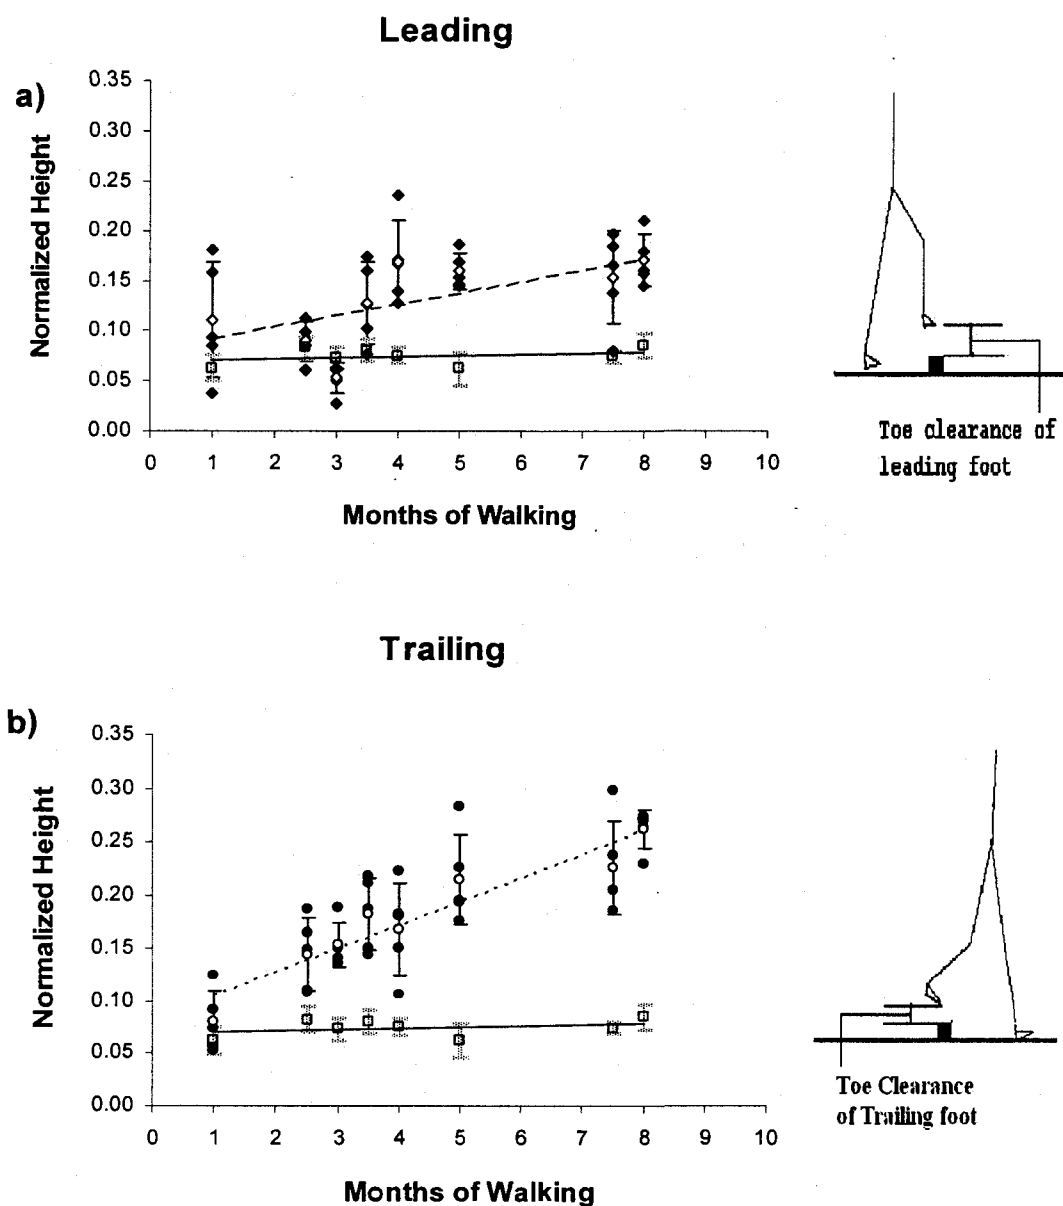 Leading
a)
Normalized Height
0.35
0.30
0.25
0.20
0.15
0.10
0.05
0.00
0 1 2 3 4 5 6 7 8 9 10
Months of Walking
Toe clearance of
leading foot
Trailing
b)
Normalized Height
0.35
0.30
0.25
0.20
0.15
0.10
0.05
0.00
0 1 2 3 4 5 6 7 8 9 10
Months of Walking
Toe Clearance
of Trailing foot